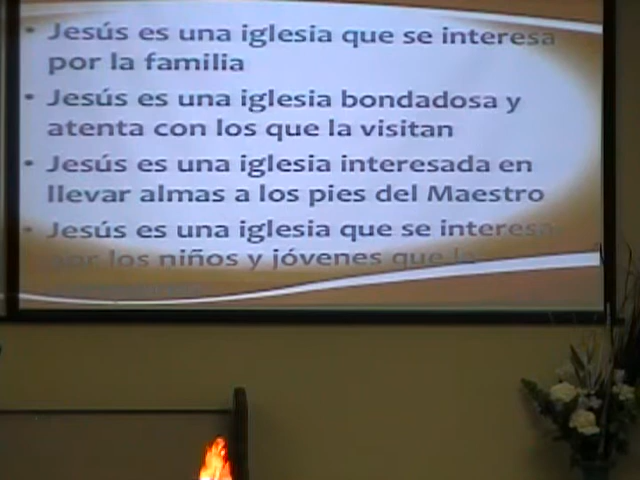 • Jesús es una iglesia que se interesa
por la familia
• Jesús es una iglesia bondadosa y
atenta con los que la visitan
• Jesús es una iglesia interesada en
llevar almas a los pies del Maestro
• Jesús es una iglesia que se interesa
por los niños y jóvenes que la